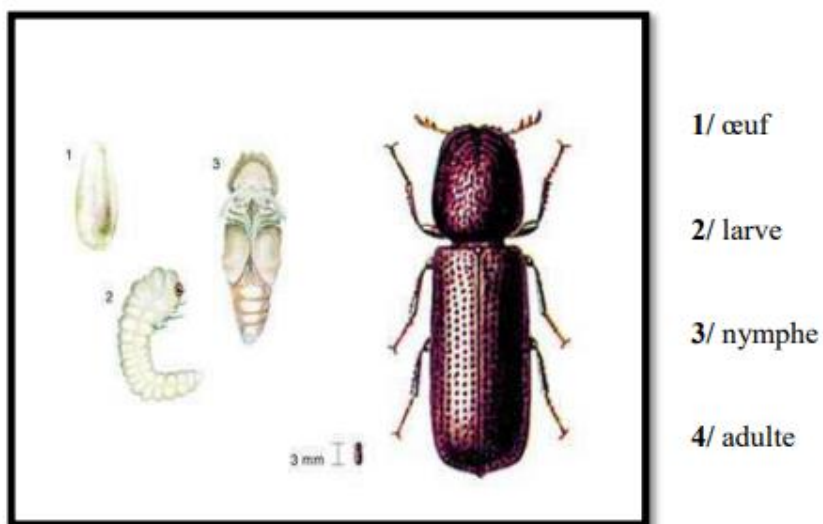 1
2
3
3 mm
1/ œuf
2/ larve
3/ nymphe
4/ adulte